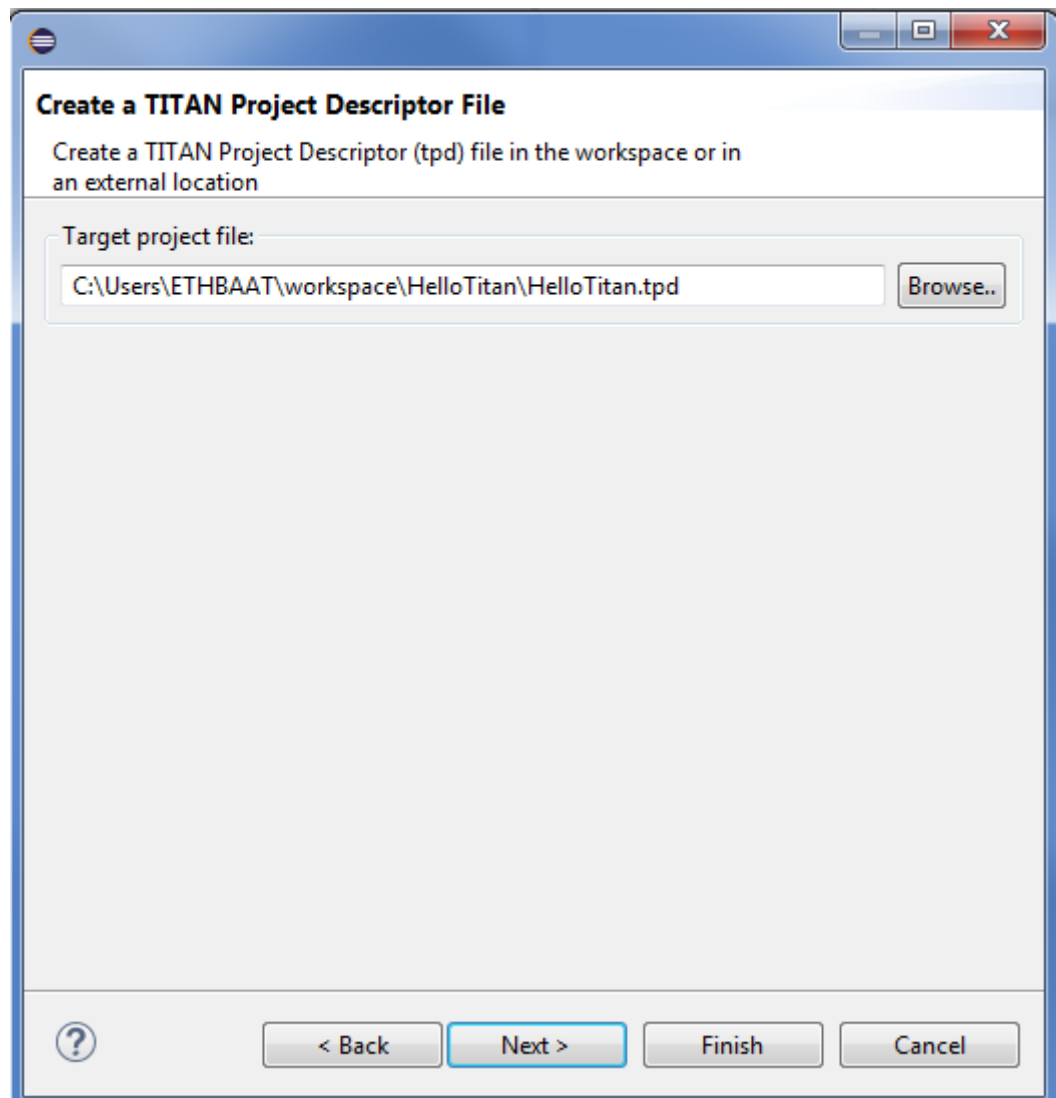 Create a TITAN Project Descriptor File
Create a TITAN Project Descriptor (tpd) file in the workspace or in
an external location
Target project file:
C:\Users\ETHBAAT\workspace\HelloTitan\HelloTitan.tpd
Browse..
? < Back Next > Finish Cancel